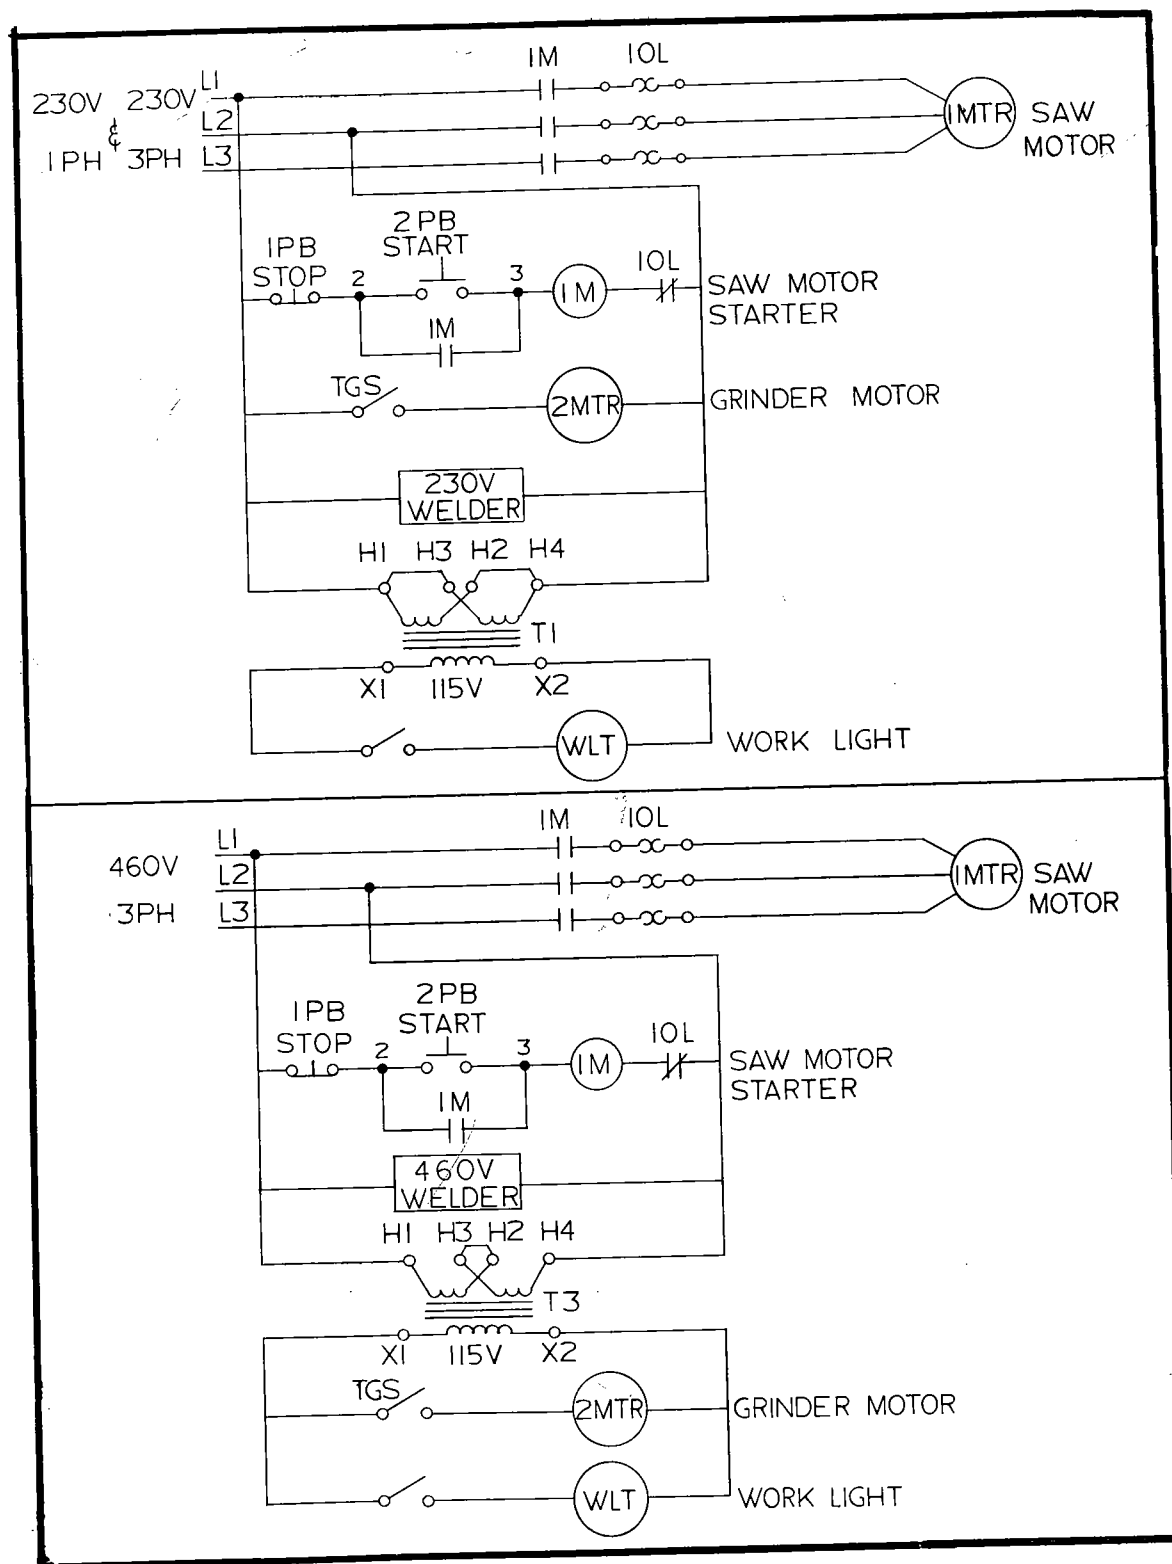 1M 1OL
L1
230V 230V
L2
&
1PH 3PH L3
1MTR SAW
MOTOR
2PB
START
1PB
STOP
2 3
1M
1OL
SAW MOTOR
STARTER
1M
TGS
2MTR
GRINDER MOTOR
230V
WELDER
H1 H3 H2 H4
T1
X1 115V X2
WLT
WORK LIGHT
1M 1OL
L1
460V
L2
3PH L3
1MTR SAW
MOTOR
2PB
START
1PB
STOP
2 3
1M
1OL
SAW MOTOR
STARTER
1M
460V
WELDER
H1 H3 H2 H4
T3
X1 115V X2
TGS
2MTR
GRINDER MOTOR
WLT
WORK LIGHT